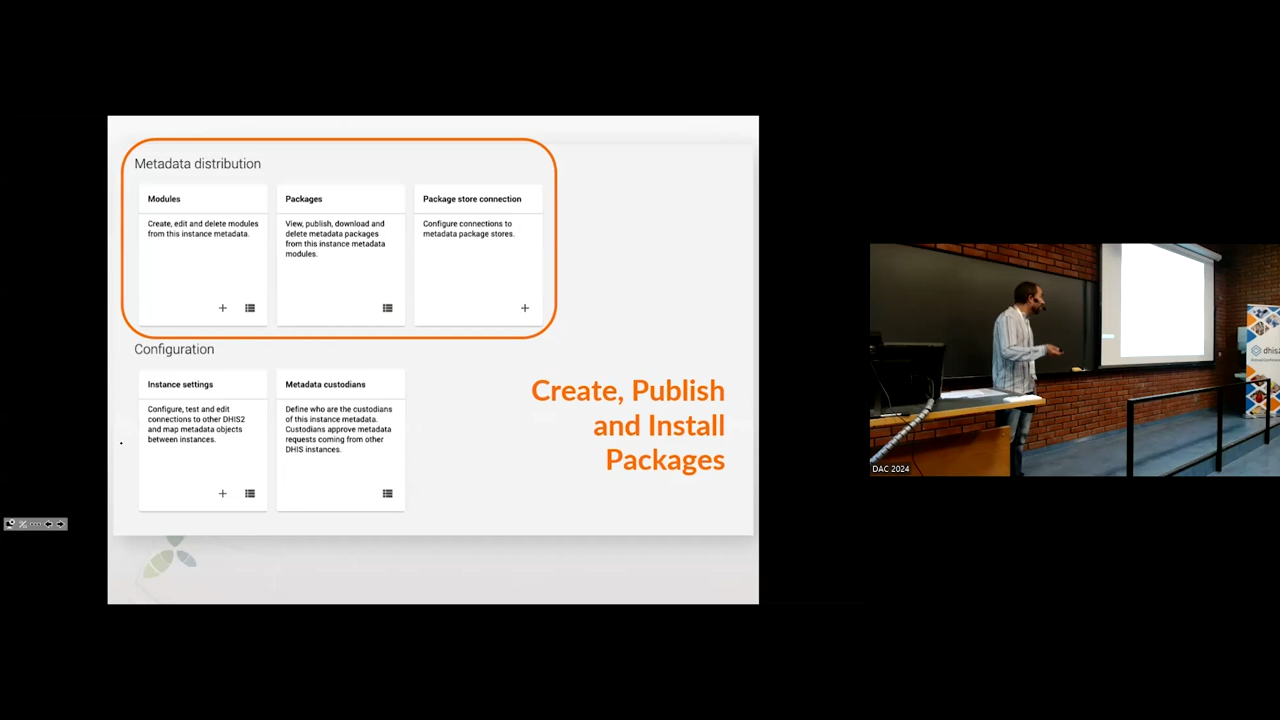 Metadata distribution
Modules
Create, edit and delete modules
from this instance metadata.
Packages
View, publish, download and
delete metadata packages
from this instance metadata
modules.
Package store connection
Configure connections to
metadata package stores.
Configuration
Instance settings
Configure, test and edit
connections to other DHIS2
and map metadata objects
between instances.
Metadata custodians
Define who are the custodians
of this instance metadata.
Custodians approve metadata
requests coming from other
DHIS instances.
Create, Publish
and Install
Packages
dhis2
DAC 2024